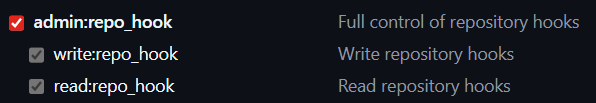 admin:repo_hook Full control of repository hooks
write:repo_hook Write repository hooks
read:repo_hook Read repository hooks